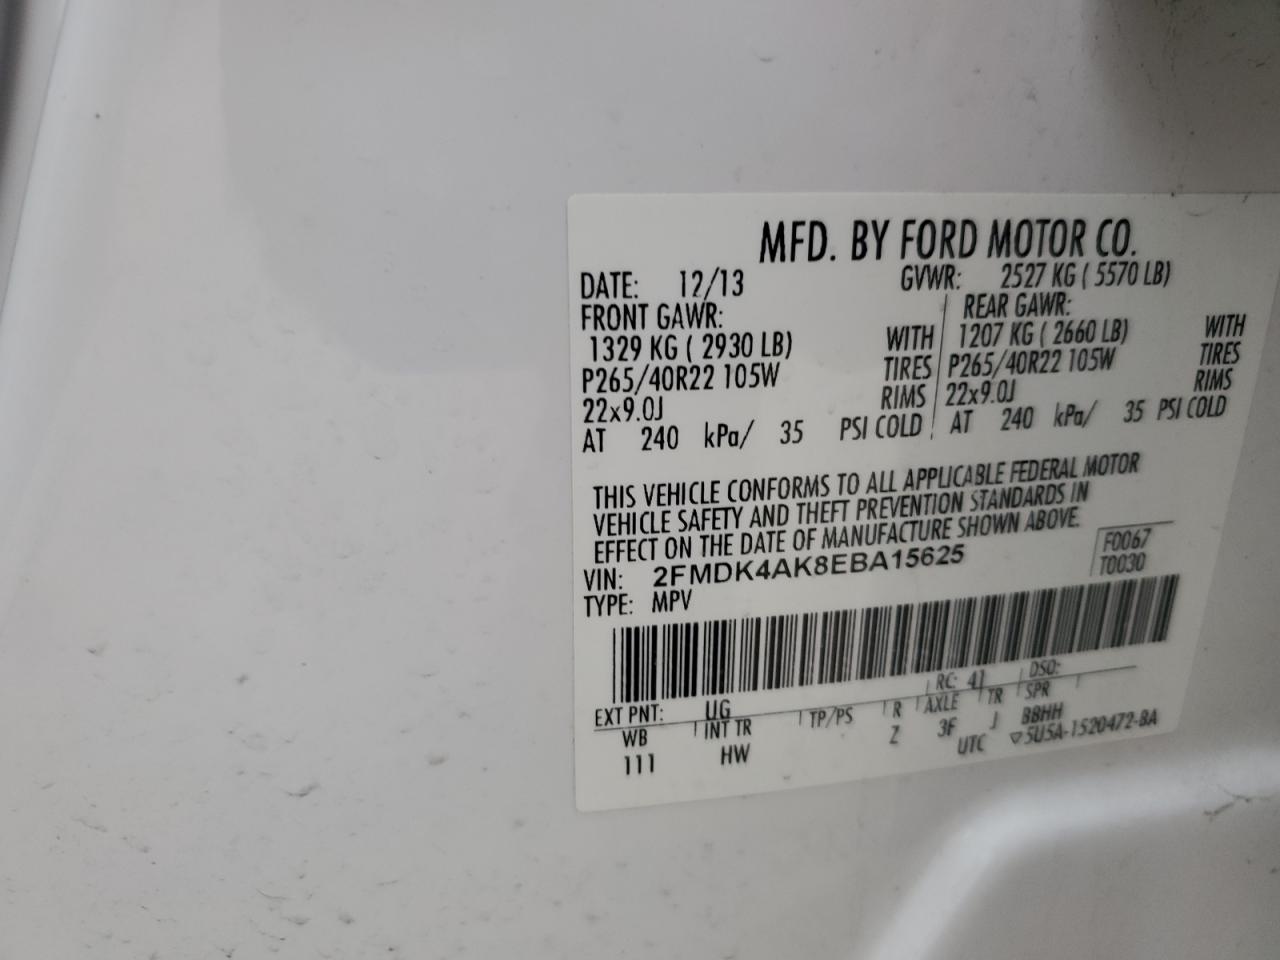 MFD. BY FORD MOTOR CO.
DATE: 12/13 GVWR: 2527 KG ( 5570 LB)
FRONT GAWR: REAR GAWR:
1329 KG ( 2930 LB) WITH 1207 KG ( 2660 LB) WITH
P265/40R22 105W TIRES P265/40R22 105W TIRES
22x9.0J RIMS 22x9.0J RIMS
AT 240 kPa/ 35 PSI COLD AT 240 kPa/ 35 PSI COLD
THIS VEHICLE CONFORMS TO ALL APPLICABLE FEDERAL MOTOR
VEHICLE SAFETY AND THEFT PREVENTION STANDARDS IN
EFFECT ON THE DATE OF MANUFACTURE SHOWN ABOVE.
VIN: 2FMDK4AK8EBA15625 F0067
TYPE: MPV T0030
EXT PNT: UG RC: 41 DSO:
WB INT TR TP/PS R AXLE TR SPR
111 HW Z 3F J BBHH
UTC ▽5U5A-1520472-BA